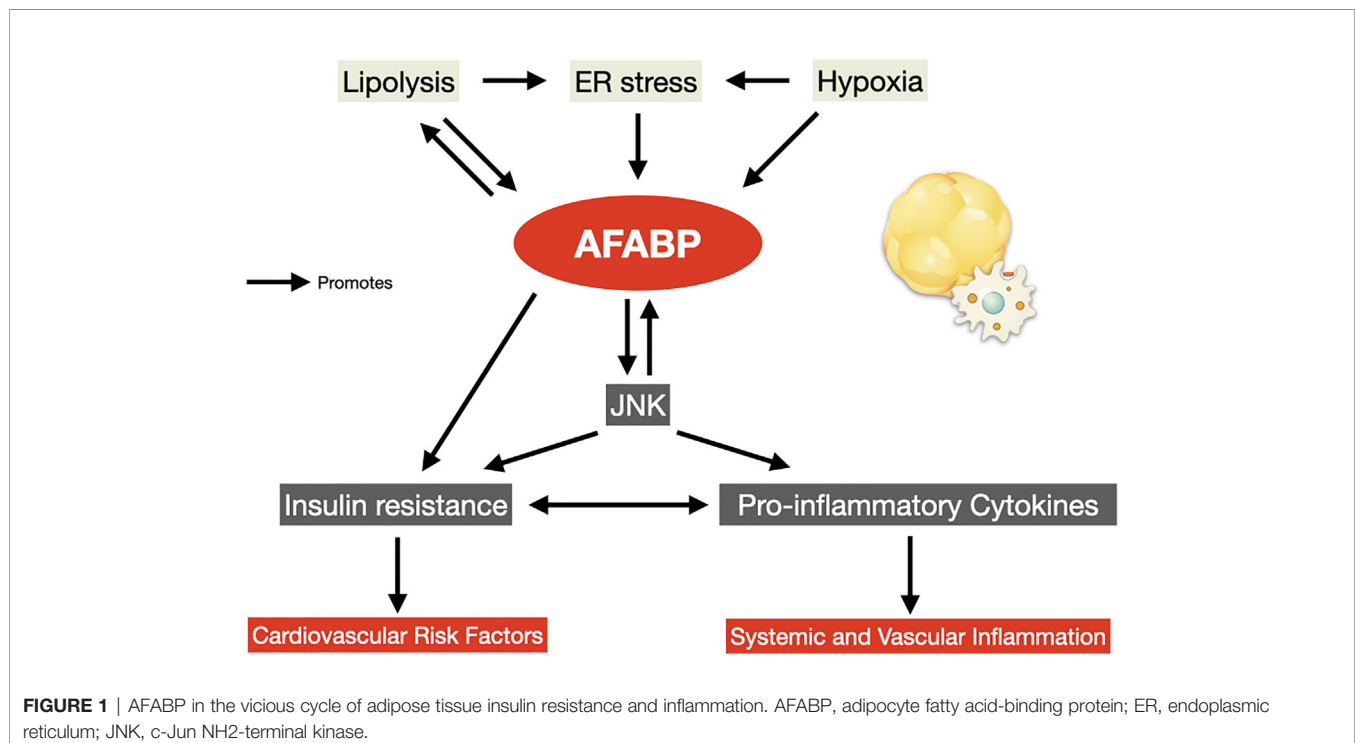 Lipolysis
ER stress
Hypoxia
AFABP
Promotes
JNK
Insulin resistance
Pro-inflammatory Cytokines
Cardiovascular Risk Factors
Systemic and Vascular Inflammation
FIGURE 1 | AFABP in the vicious cycle of adipose tissue insulin resistance and inflammation. AFABP, adipocyte fatty acid-binding protein; ER, endoplasmic
reticulum; JNK, c-Jun NH2-terminal kinase.